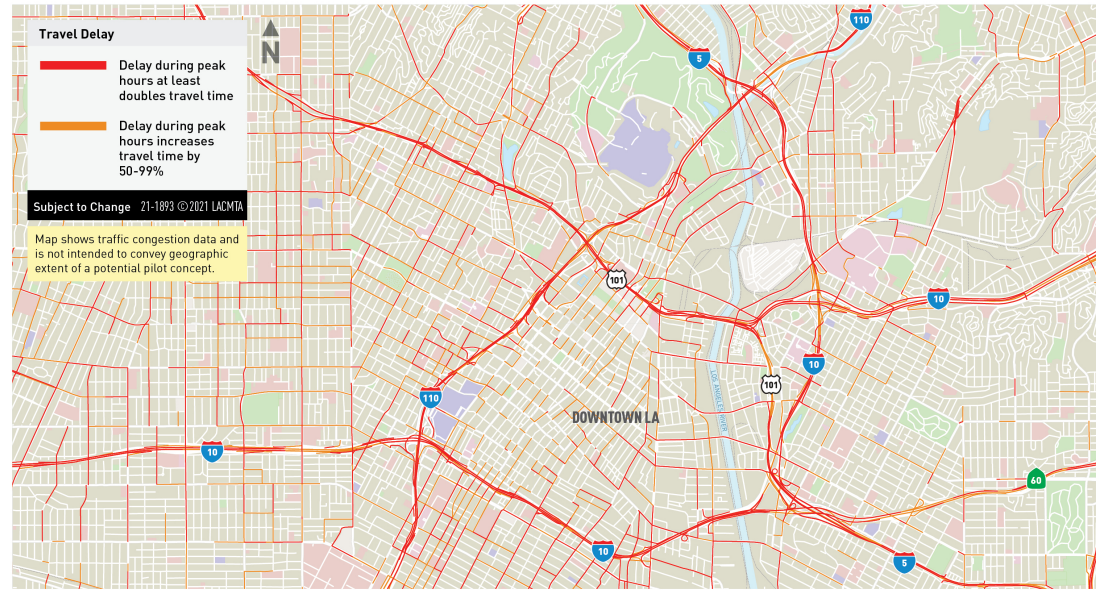 Travel Delay
Delay during peak
hours at least
doubles travel time
Delay during peak
hours increases
travel time by
50-99%
Subject to Change 21-1893 ©2021 LACMTA
Map shows traffic congestion data and
is not intended to convey geographic
extent of a potential pilot concept.
N
110
5
101
10
10
101
110
LOS ANGELES RIVER
DOWNTOWN LA
10
60
10
5